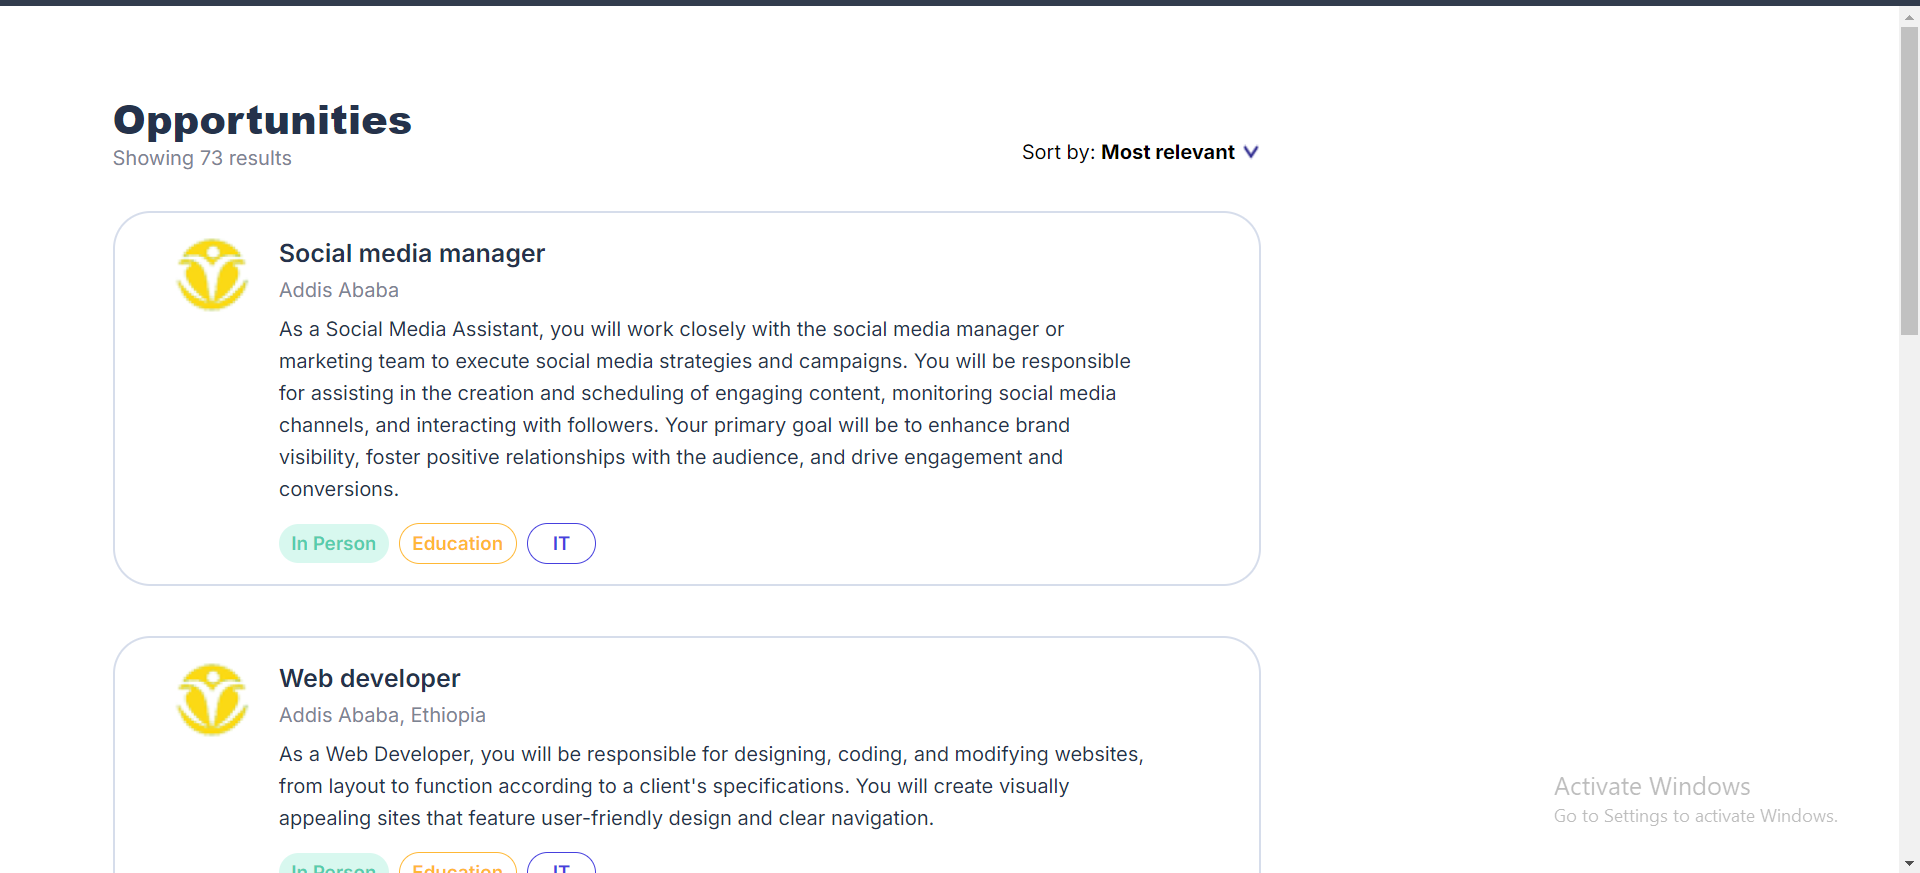 Opportunities
Showing 73 results
Sort by: Most relevant
Social media manager
Addis Ababa
As a Social Media Assistant, you will work closely with the social media manager or
marketing team to execute social media strategies and campaigns. You will be responsible
for assisting in the creation and scheduling of engaging content, monitoring social media
channels, and interacting with followers. Your primary goal will be to enhance brand
visibility, foster positive relationships with the audience, and drive engagement and
conversions.
In Person Education IT
Web developer
Addis Ababa, Ethiopia
As a Web Developer, you will be responsible for designing, coding, and modifying websites,
from layout to function according to a client's specifications. You will create visually
appealing sites that feature user-friendly design and clear navigation.
In Person Education IT
Activate Windows
Go to Settings to activate Windows.